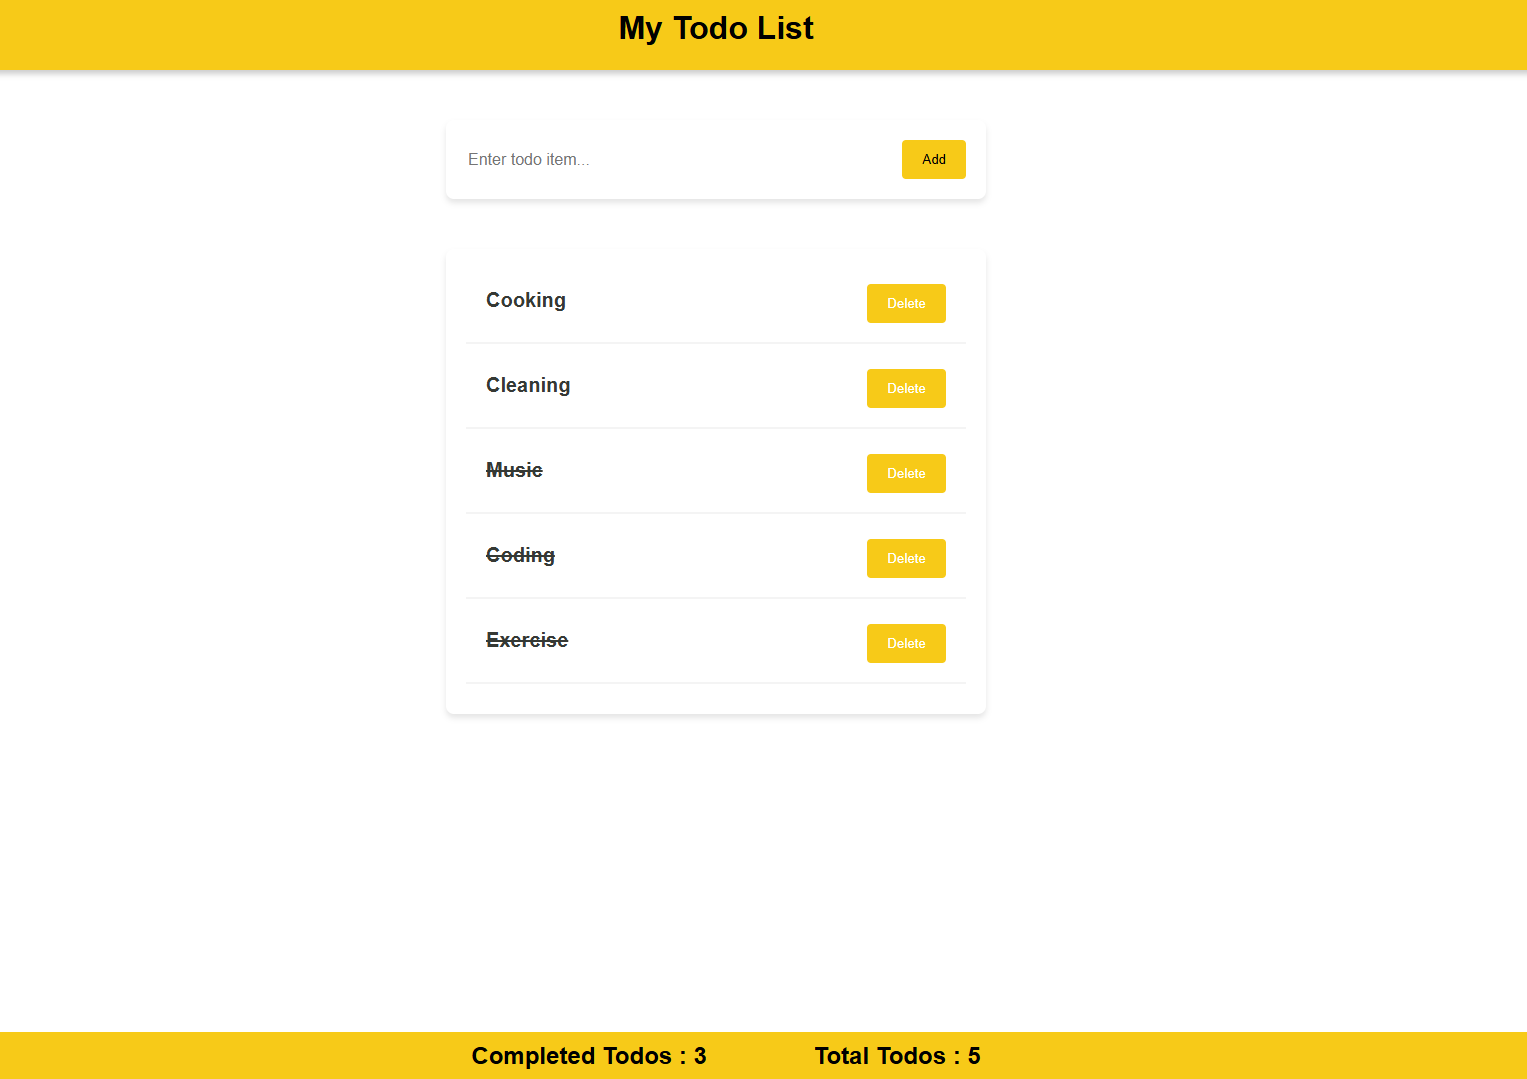 My Todo List
Enter todo item... Add
Cooking Delete
Cleaning Delete
Music Delete
Coding Delete
Exercise Delete
Completed Todos : 3 Total Todos : 5